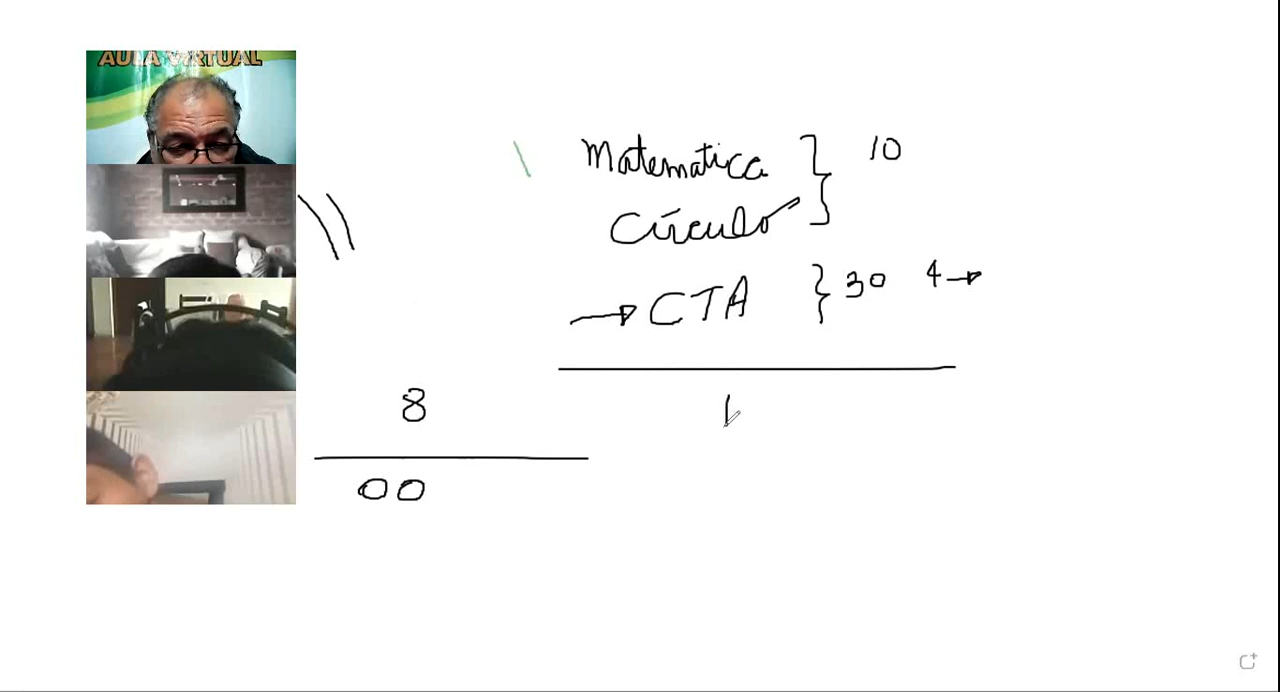 AULA VIRTUAL
Matematica } 10
Círculo
→ CTA } 30 4→
8
00